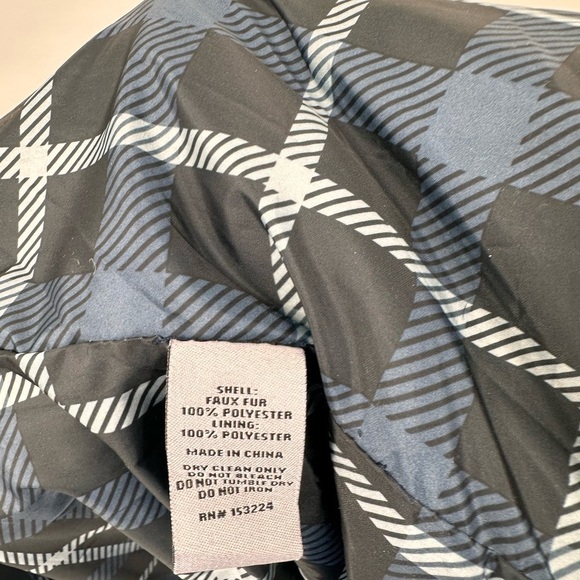 SHELL:
FAUX FUR
100% POLYESTER
LINING:
100% POLYESTER
MADE IN CHINA
DRY CLEAN ONLY
DO NOT BLEACH
DO NOT TUMBLE DRY
DO NOT IRON
RN# 153224